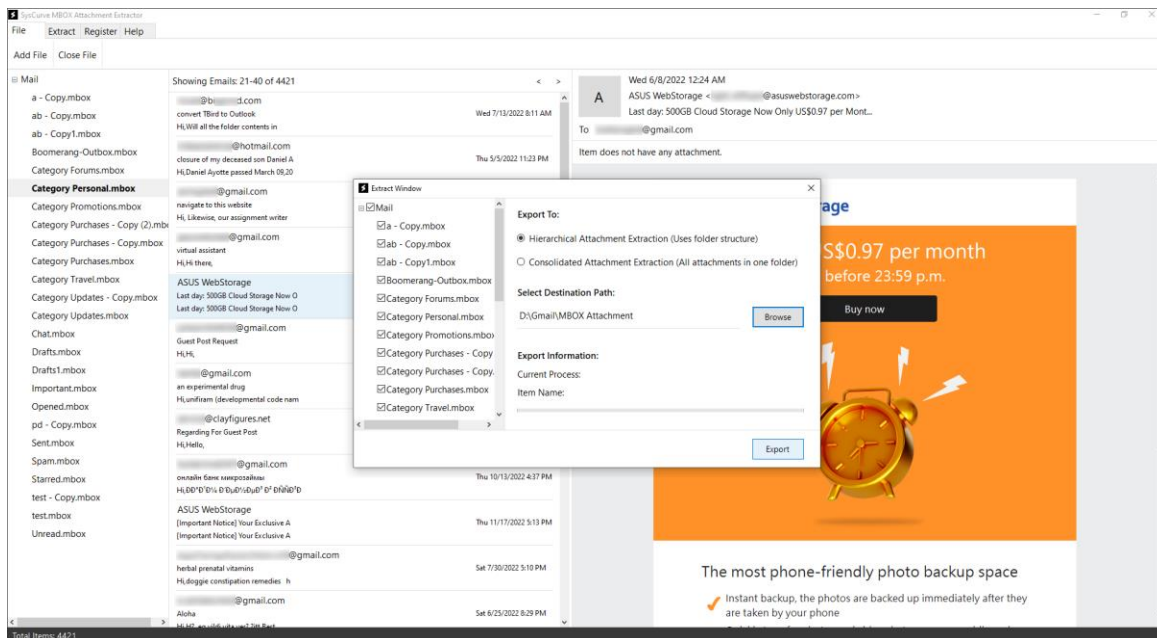 SysCurve MBOX Attachment Extractor
File Extract Register Help
Add File Close File
Mail
a - Copy.mbox
ab - Copy.mbox
ab - Copy1.mbox
Boomerang-Outbox.mbox
Category Forums.mbox
Category Personal.mbox
Category Promotions.mbox
Category Purchases - Copy (2).mb
Category Purchases - Copy.mbox
Category Purchases.mbox
Category Travel.mbox
Category Updates - Copy.mbox
Category Updates.mbox
Chat.mbox
Drafts.mbox
Drafts1.mbox
Important.mbox
Opened.mbox
pd - Copy.mbox
Sent.mbox
Spam.mbox
Starred.mbox
test - Copy.mbox
test.mbox
Unread.mbox
Showing Emails: 21-40 of 4421 < >
d.com
convert TBird to Outlook Wed 7/13/2022 8:11 AM
Hi,Will all the folder contents in
@hotmail.com
closure of my deceased son Daniel A Thu 5/5/2022 11:23 PM
Hi,Daniel Ayotte passed March 09,20
@gmail.com
navigate to this website
Hi, Likewise, our assignment writer
@gmail.com
virtual assistant
Hi,Hi there,
ASUS WebStorage
Last day: 500GB Cloud Storage Now O
Last day: 500GB Cloud Storage Now O
@gmail.com
Guest Post Request
Hi,Hi,
@gmail.com
an experimental drug
Hi,unifiram (developmental code nam
@clayfigures.net
Regarding For Guest Post
Hi,Hello,
@gmail.com
онлайн банк микрозаймы Thu 10/13/2022 4:37 PM
ASUS WebStorage
[Important Notice] Your Exclusive A Thu 11/17/2022 5:13 PM
[Important Notice] Your Exclusive A
@gmail.com
herbal prenatal vitamins Sat 7/30/2022 5:10 PM
Hi,doggie constipation remedies h
@gmail.com
Aloha Sat 6/25/2022 8:29 PM
A
Wed 6/8/2022 12:24 AM
ASUS WebStorage < @asuswebstorage.com>
Last day: 500GB Cloud Storage Now Only US$0.97 per Mont...
To @gmail.com
Item does not have any attachment.
rage
S$0.97 per month
before 23:59 p.m.
Buy now
The most phone-friendly photo backup space
Instant backup, the photos are backed up immediately after they
are taken by your phone
Extract Window
Mail
a - Copy.mbox
ab - Copy.mbox
ab - Copy1.mbox
Boomerang-Outbox.mbox
Category Forums.mbox
Category Personal.mbox
Category Promotions.mbox
Category Purchases - Copy
Category Purchases - Copy.
Category Purchases.mbox
Category Travel.mbox
Export To:
Hierarchical Attachment Extraction (Uses folder structure)
Consolidated Attachment Extraction (All attachments in one folder)
Select Destination Path:
D:\Gmail\MBOX Attachment Browse
Export Information:
Current Process:
Item Name:
Export
Total Items: 4421